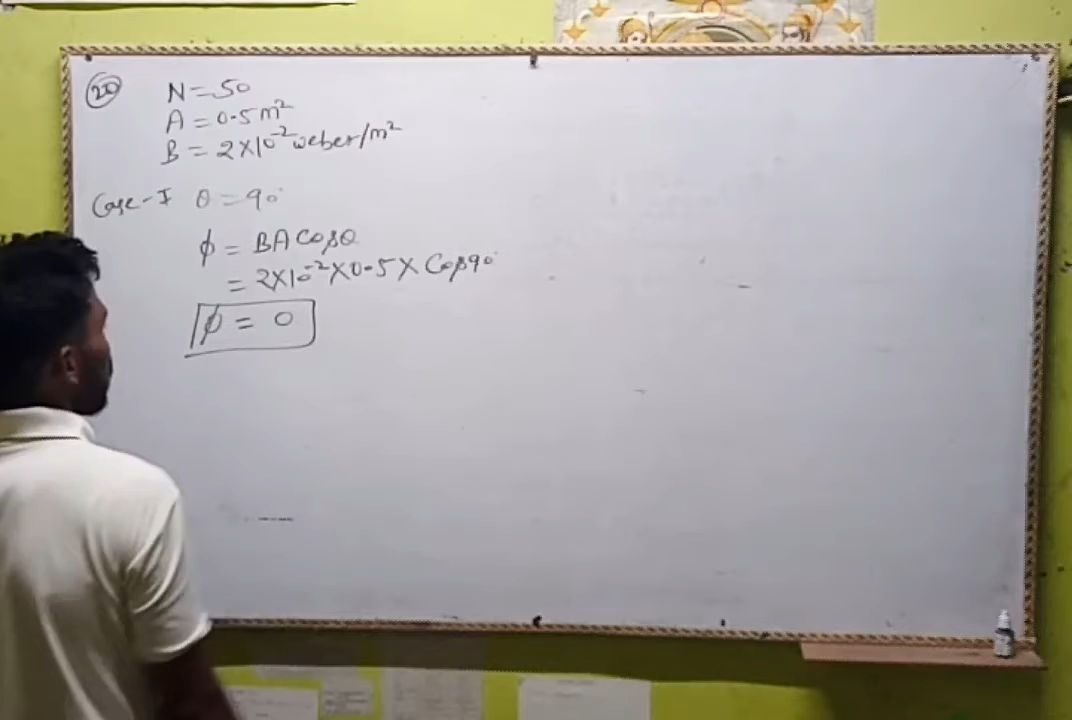 20 N = 50
A = 0.5 m²
B = 2×10⁻² weber/m²
Case-I θ = 90°
ϕ = BA Cosθ
= 2×10⁻² × 0.5 × Cos90°
ϕ = 0